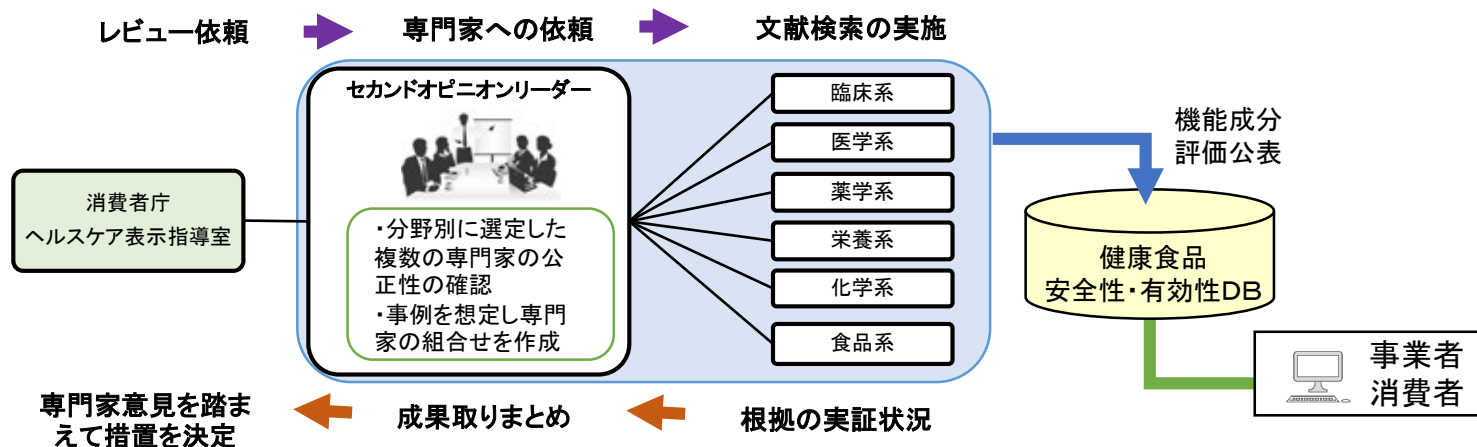 レビュー依頼
専門家への依頼
文献検索の実施
セカンドオピニオンリーダー
・分野別に選定した
複数の専門家の公
正性の確認
・事例を想定し専門
家の組合せを作成
消費者庁
ヘルスケア表示指導室
臨床系
医学系
薬学系
栄養系
化学系
食品系
機能成分
評価公表
健康食品
安全性・有効性DB
事業者
消費者
専門家意見を踏ま
えて措置を決定
成果取りまとめ
根拠の実証状況